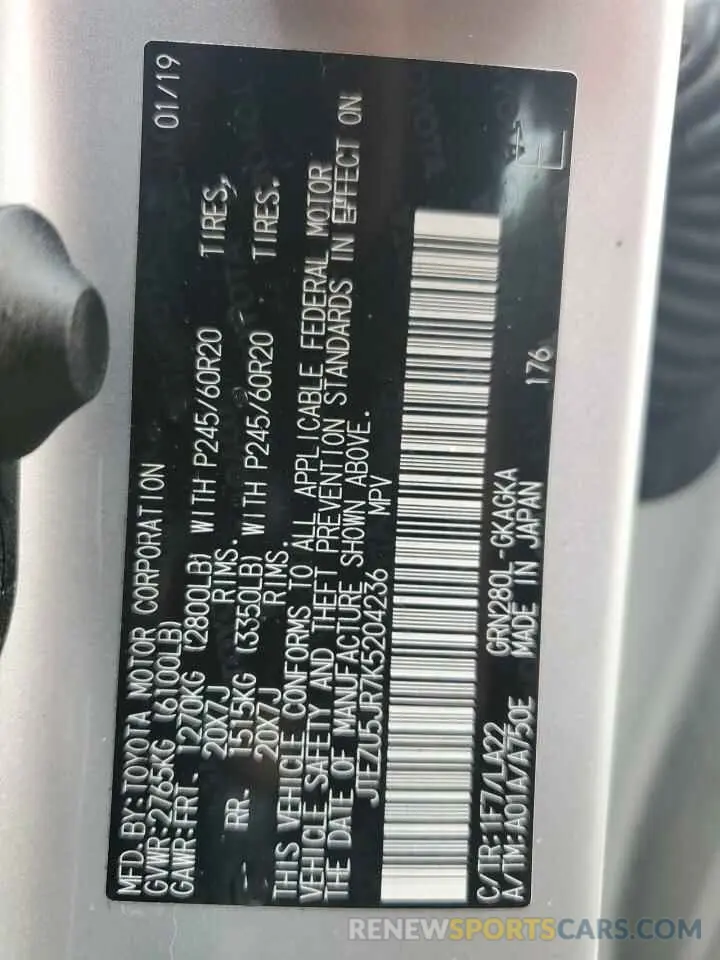 MFD. BY: TOYOTA MOTOR CORPORATION 01/19
GVWR: 2765KG (6100LB)
GAWR: FRT. 1270KG (2800LB) WITH P245/60R20 TIRES,
20X7J RIMS.
-- RR. 1515KG (3350LB) WITH P245/60R20 TIRES.
20X7J RIMS.
THIS VEHICLE CONFORMS TO ALL APPLICABLE FEDERAL MOTOR
VEHICLE SAFETY AND THEFT PREVENTION STANDARDS IN EFFECT ON
THE DATE OF MANUFACTURE SHOWN ABOVE.
JTEZU5JR7K5204236 MPV
176
C/TR: 1F7/LA22 GRN280L-GKAGKA
A/TM: A01A/A750E MADE IN JAPAN
RENEWSPORTSCARS.COM